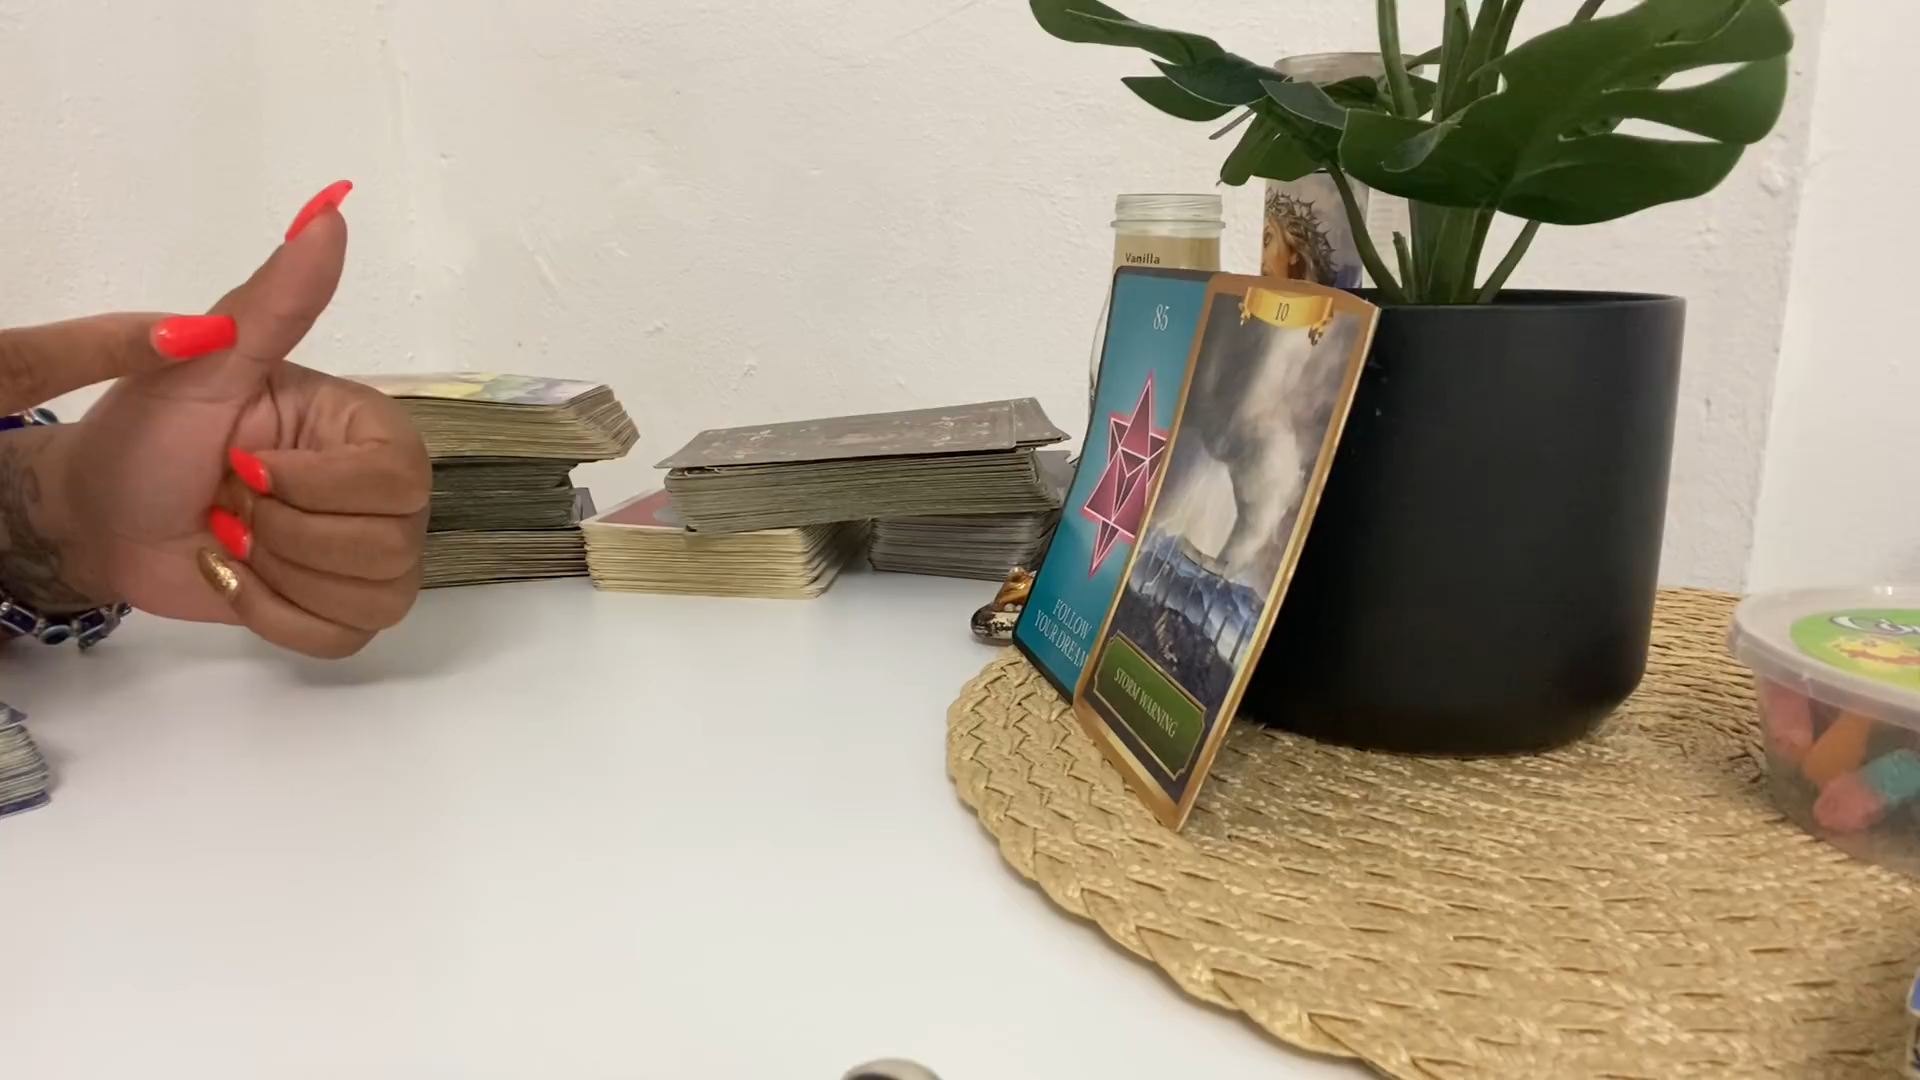 Vanilla
85
FOLLOW
YOUR DREAM
10
STORM WARNING